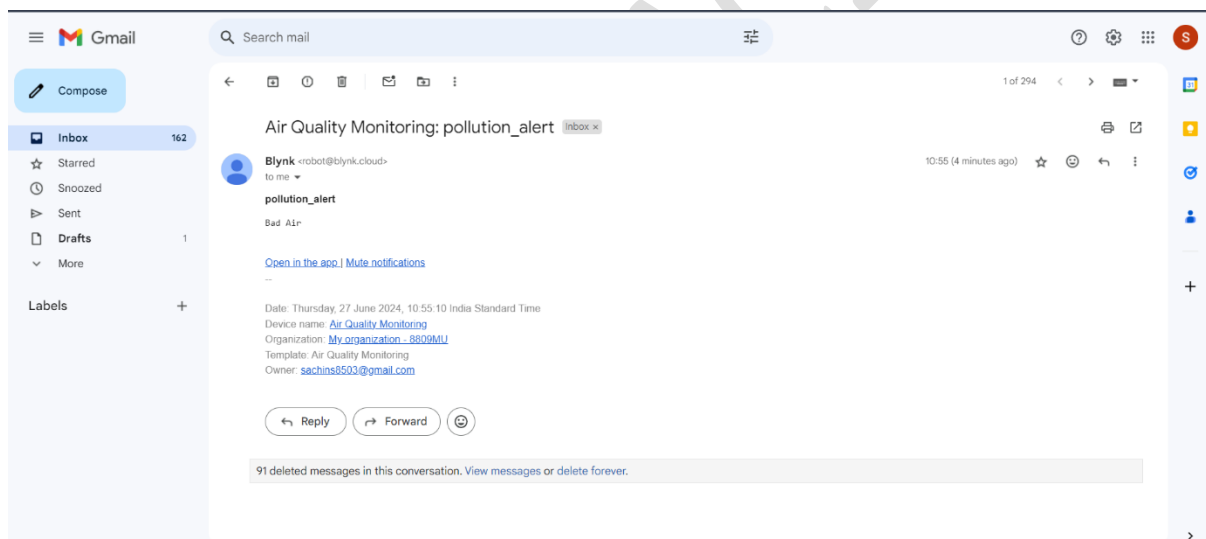 Gmail
Search mail
Compose
1 of 294
Inbox 162
Starred
Snoozed
Sent
Drafts 1
More
Labels
Air Quality Monitoring: pollution_alert Inbox x
Blynk <robot@blynk.cloud> 10:55 (4 minutes ago)
to me
pollution_alert
Bad Air
Open in the app | Mute notifications
--
Date: Thursday, 27 June 2024, 10:55:10 India Standard Time
Device name: Air Quality Monitoring
Organization: My organization - 8809MU
Template: Air Quality Monitoring
Owner: sachins8503@gmail.com
Reply Forward
91 deleted messages in this conversation. View messages or delete forever.
S
31